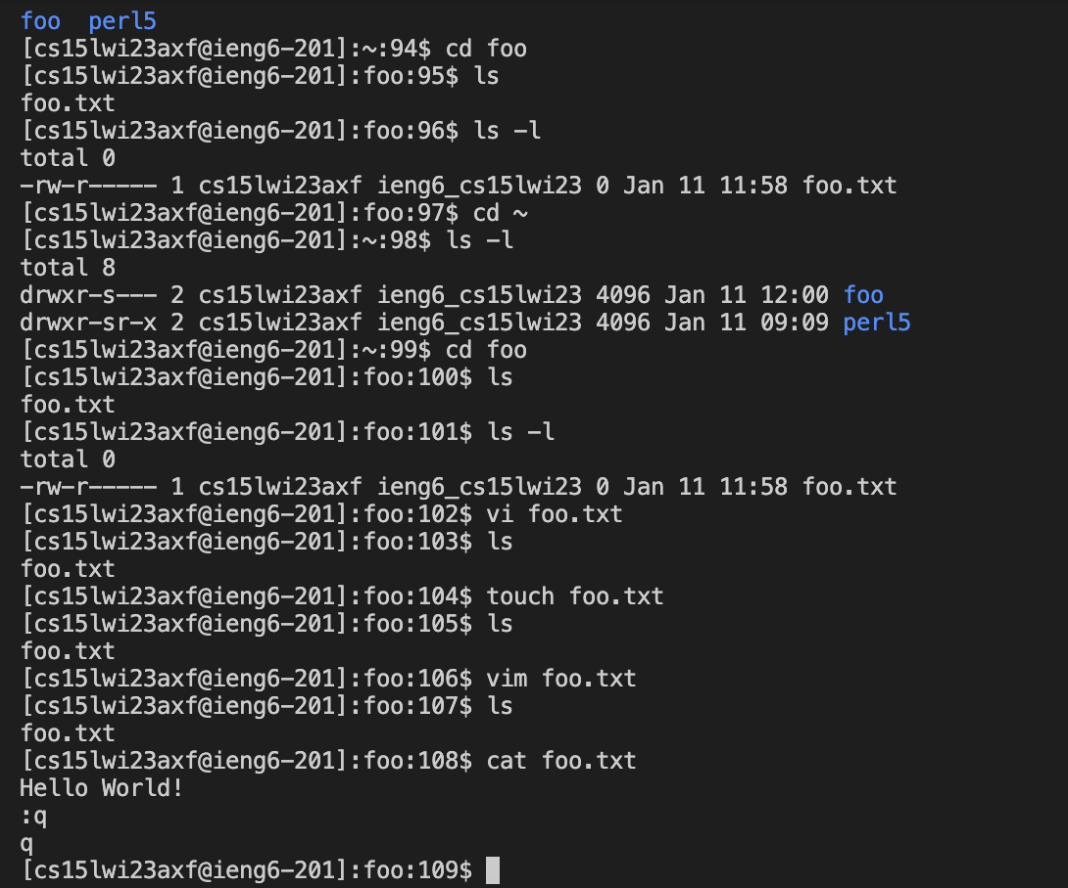 foo  perl5
[cs15lwi23axf@ieng6-201]:~:94$ cd foo
[cs15lwi23axf@ieng6-201]:foo:95$ ls
foo.txt
[cs15lwi23axf@ieng6-201]:foo:96$ ls -l
total 0
-rw-r----- 1 cs15lwi23axf ieng6_cs15lwi23 0 Jan 11 11:58 foo.txt
[cs15lwi23axf@ieng6-201]:foo:97$ cd ~
[cs15lwi23axf@ieng6-201]:~:98$ ls -l
total 8
drwxr-s--- 2 cs15lwi23axf ieng6_cs15lwi23 4096 Jan 11 12:00 foo
drwxr-sr-x 2 cs15lwi23axf ieng6_cs15lwi23 4096 Jan 11 09:09 perl5
[cs15lwi23axf@ieng6-201]:~:99$ cd foo
[cs15lwi23axf@ieng6-201]:foo:100$ ls
foo.txt
[cs15lwi23axf@ieng6-201]:foo:101$ ls -l
total 0
-rw-r----- 1 cs15lwi23axf ieng6_cs15lwi23 0 Jan 11 11:58 foo.txt
[cs15lwi23axf@ieng6-201]:foo:102$ vi foo.txt
[cs15lwi23axf@ieng6-201]:foo:103$ ls
foo.txt
[cs15lwi23axf@ieng6-201]:foo:104$ touch foo.txt
[cs15lwi23axf@ieng6-201]:foo:105$ ls
foo.txt
[cs15lwi23axf@ieng6-201]:foo:106$ vim foo.txt
[cs15lwi23axf@ieng6-201]:foo:107$ ls
foo.txt
[cs15lwi23axf@ieng6-201]:foo:108$ cat foo.txt
Hello World!
:q
q
[cs15lwi23axf@ieng6-201]:foo:109$